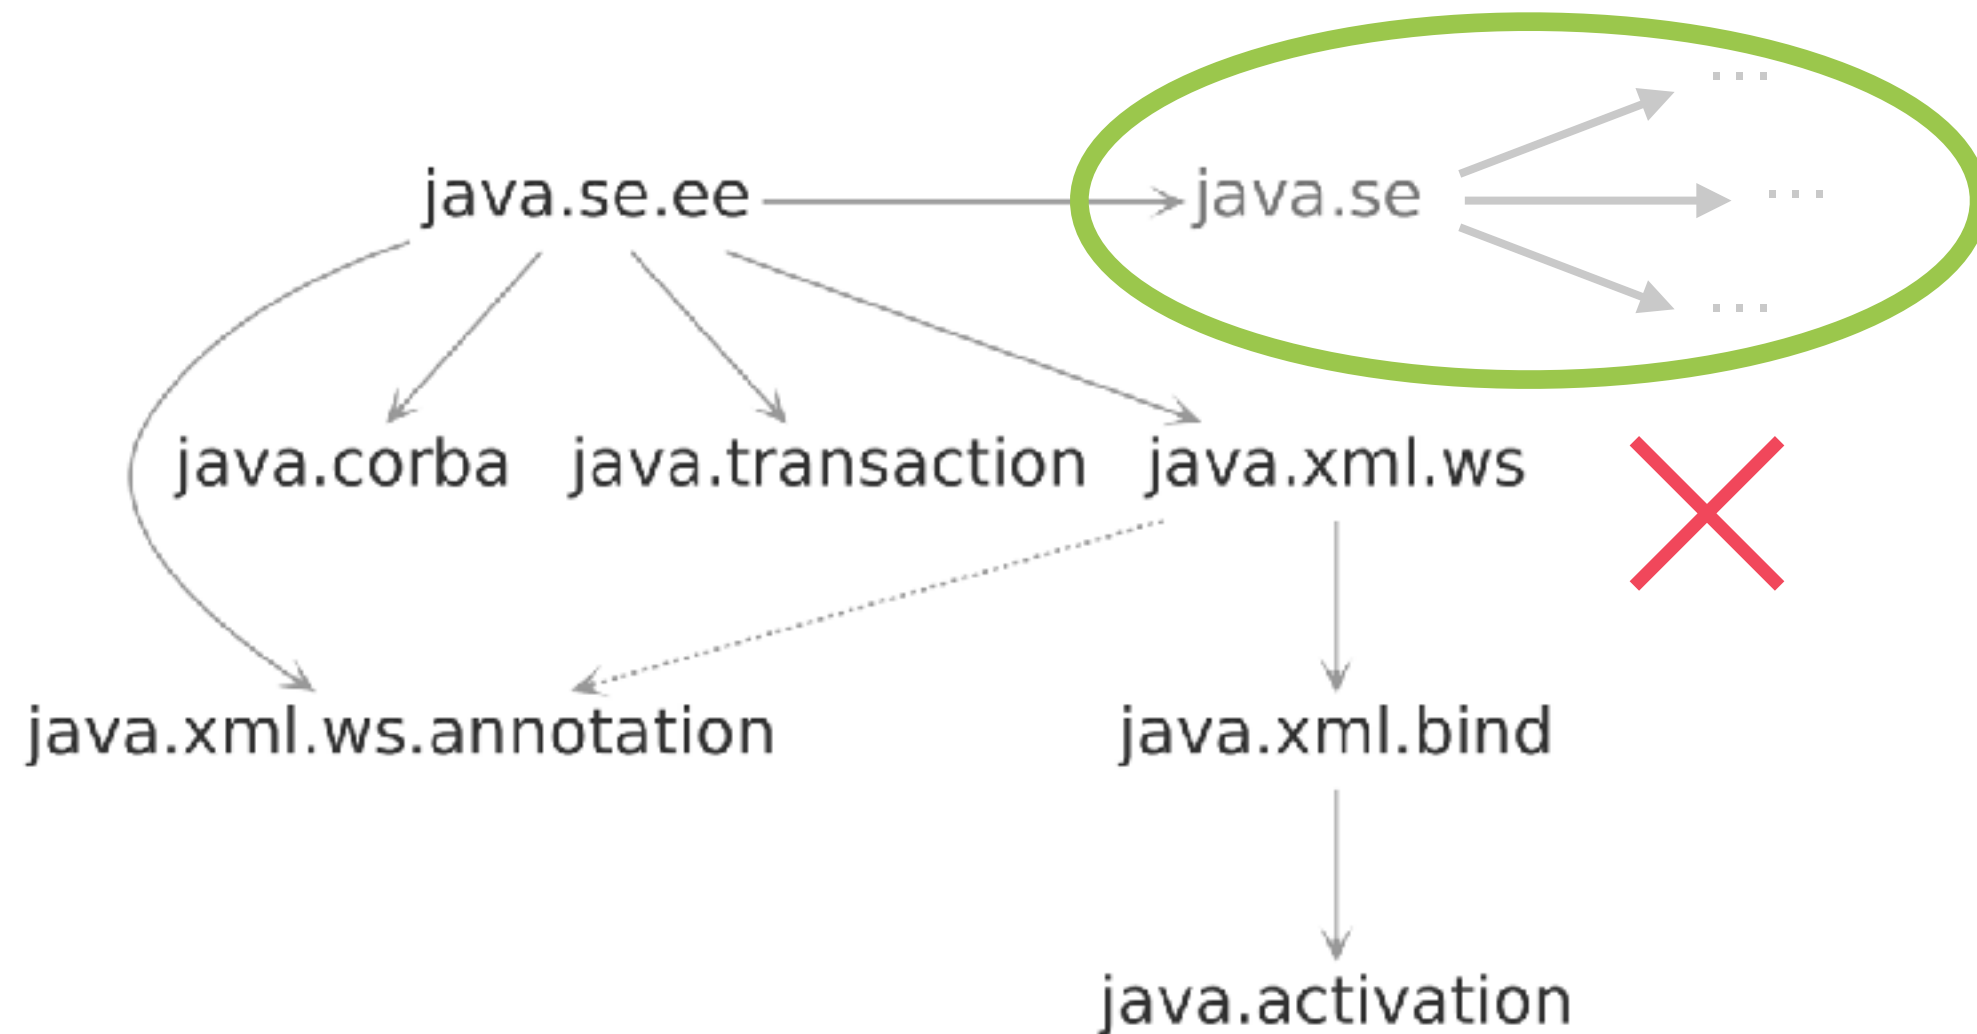 ...
java.se.ee java.se ...
...
java.corba java.transaction java.xml.ws
java.xml.ws.annotation java.xml.bind
java.activation